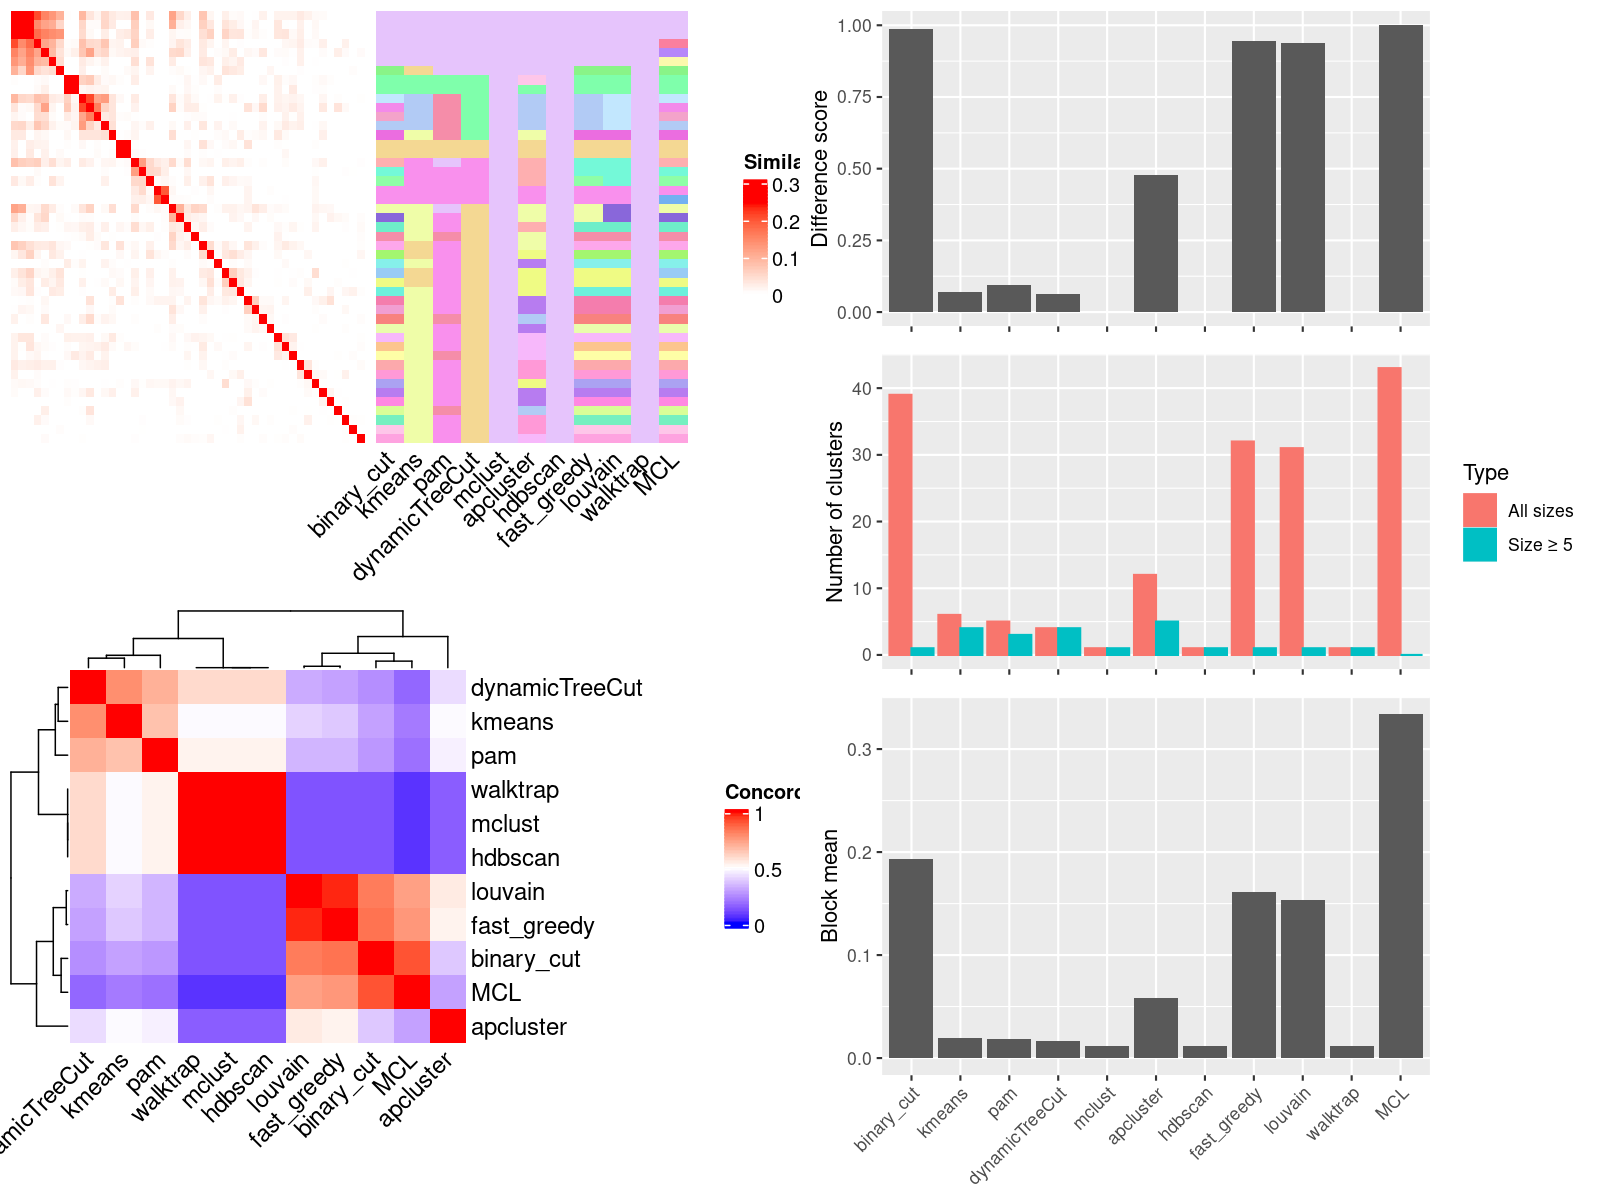 Simila
0.3
0.2
0.1
0
binary_cut
kmeans
pam
dynamicTreeCut
mclust
apcluster
hdbscan
fast_greedy
louvain
walktrap
MCL
dynamicTreeCut
kmeans
pam
walktrap
mclust
hdbscan
louvain
fast_greedy
binary_cut
MCL
apcluster
Concord
1
0.5
0
amicTreeCut
kmeans
pam
walktrap
mclust
hdbscan
louvain
fast_greedy
binary_cut
MCL
apcluster
Difference score
1.00
0.75
0.50
0.25
0.00
Number of clusters
40
30
20
10
0
Type
All sizes
Size ≥ 5
Block mean
0.3
0.2
0.1
0.0
binary_cut
kmeans
pam
dynamicTreeCut
mclust
apcluster
hdbscan
fast_greedy
louvain
walktrap
MCL